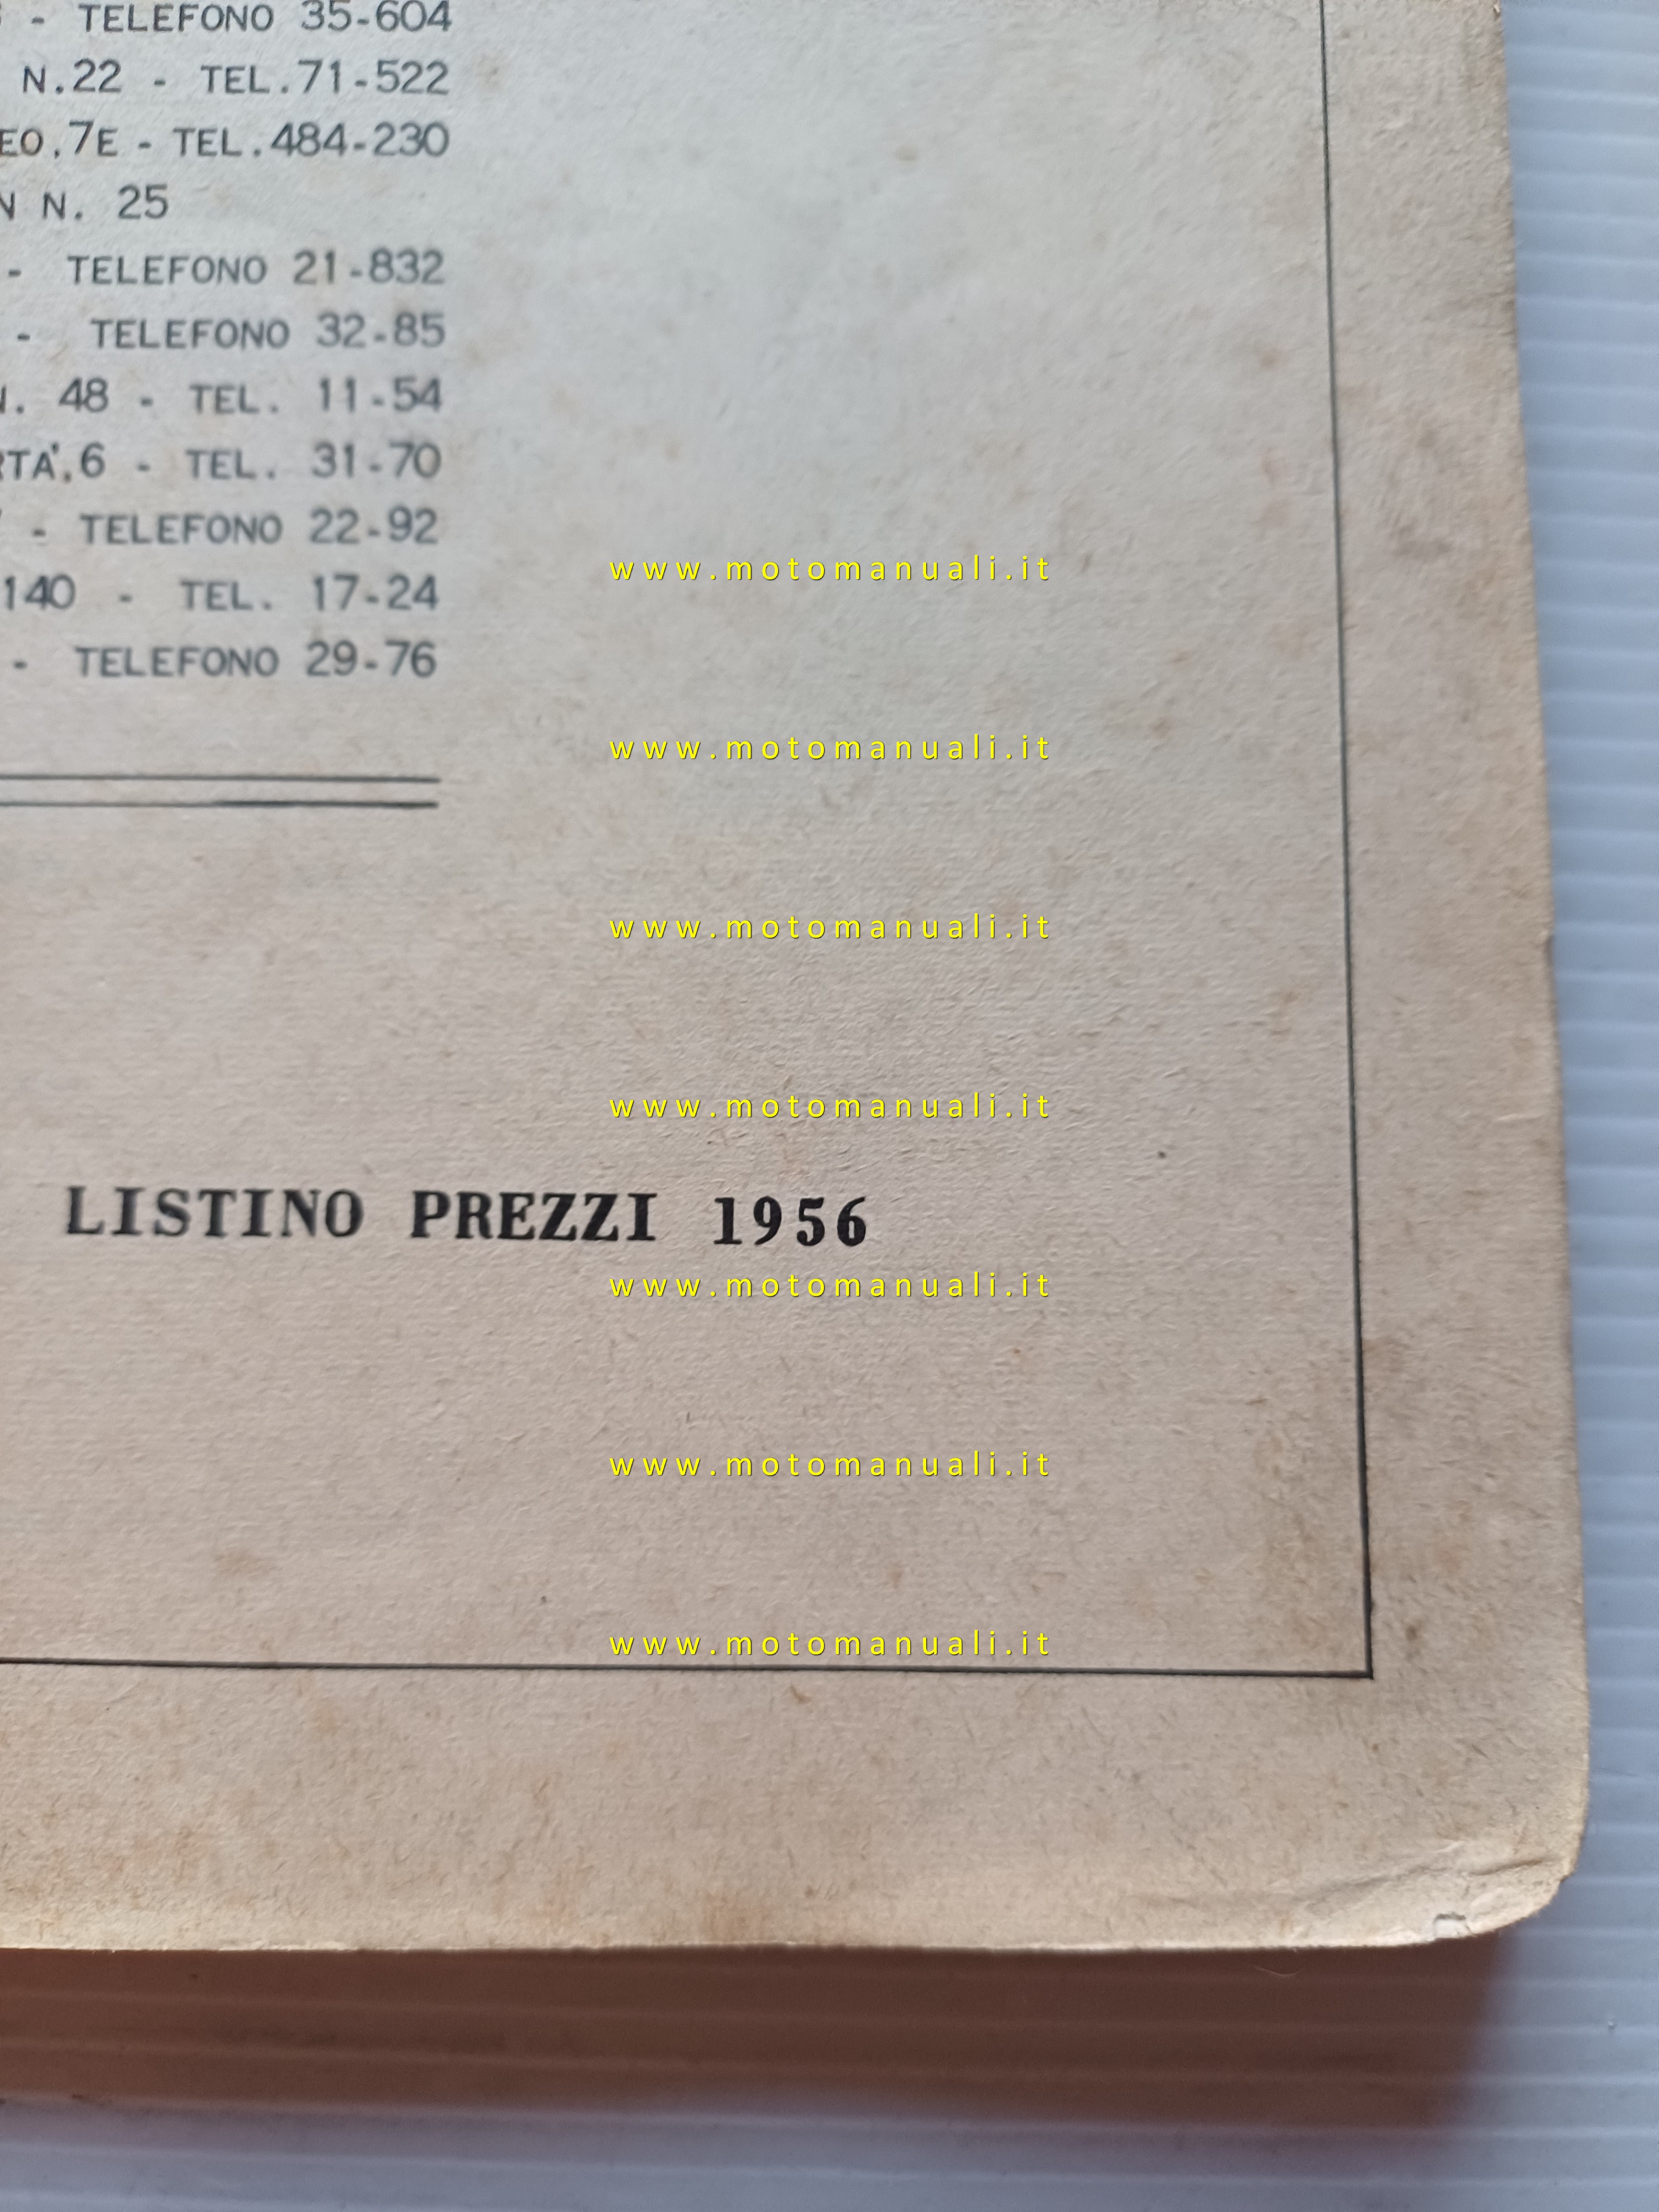 - TELEFONO 35-604
N.22 - TEL.71-522
EO,7E - TEL.484-230
N N. 25
- TELEFONO 21-832
- TELEFONO 32-85
N. 48 - TEL. 11-54
RTA',6 - TEL. 31-70
- TELEFONO 22-92
140 - TEL. 17-24
- TELEFONO 29-76
www.motomanuali.it
www.motomanuali.it
www.motomanuali.it
www.motomanuali.it
LISTINO PREZZI 1956
www.motomanuali.it
www.motomanuali.it
www.motomanuali.it